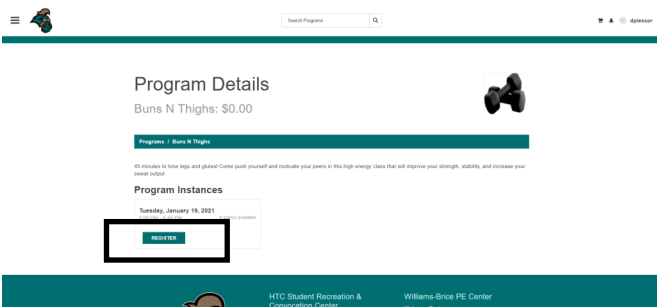 Search Programs
dplessor
Program Details
Buns N Thighs: $0.00
Programs / Buns N Thighs
45 minutes to tone legs and glutes! Come push yourself and motivate your peers in this high energy class that will improve your strength, stability, and increase your
sweat output
Program Instances
Tuesday, January 19, 2021
available
REGISTER
HTC Student Recreation &
Convocation Center
Williams-Brice PE Center